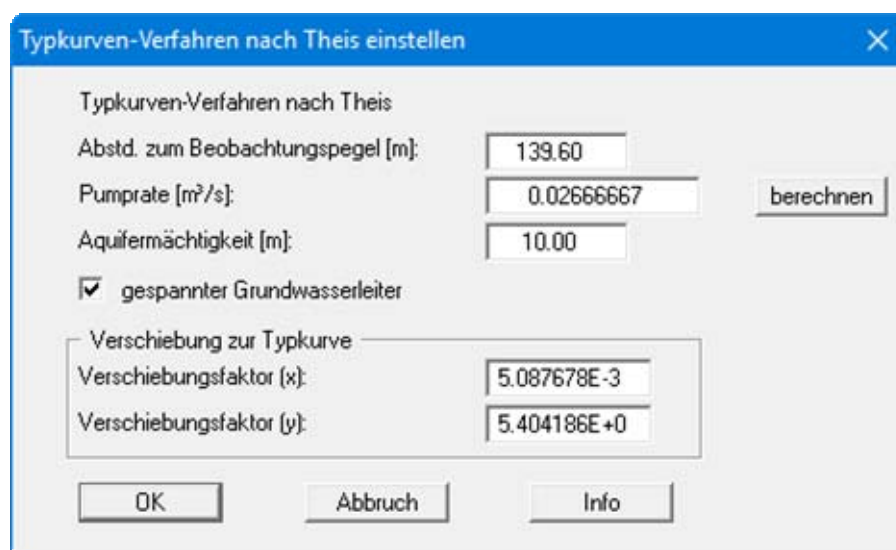 Typkurven-Verfahren nach Theis einstellen
Typkurven-Verfahren nach Theis
Abstd. zum Beobachtungspegel [m]: 139.60
Pumprate [m³/s]: 0.02666667 berechnen
Aquifermächtigkeit [m]: 10.00
gespannter Grundwasserleiter
Verschiebung zur Typkurve
Verschiebungsfaktor (x): 5.087678E-3
Verschiebungsfaktor (y): 5.404186E+0
OK Abbruch Info